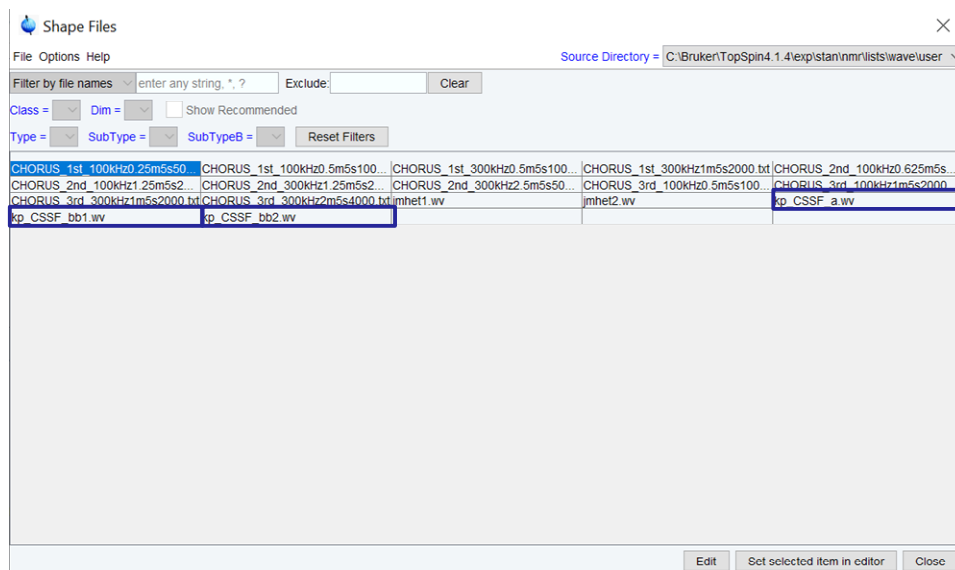 Shape Files
File Options Help
Source Directory = C:\Bruker\TopSpin4.1.4\exp\stan\nmr\lists\wave\user
Filter by file names enter any string, *, ? Exclude: Clear
Class = Dim = Show Recommended
Type = SubType = SubTypeB = Reset Filters
CHORUS_1st_100kHz0.25m5s50... CHORUS_1st_100kHz0.5m5s100... CHORUS_1st_300kHz0.5m5s100... CHORUS_1st_300kHz1m5s2000.txt CHORUS_2nd_100kHz0.625m5s...
CHORUS_2nd_100kHz1.25m5s2... CHORUS_2nd_300kHz1.25m5s2... CHORUS_2nd_300kHz2.5m5s50... CHORUS_3rd_100kHz0.5m5s100... CHORUS_3rd_100kHz1m5s2000...
CHORUS_3rd_300kHz1m5s2000.txt CHORUS_3rd_300kHz2m5s4000.txt jmhet1.wv jmhet2.wv kp_CSSF_a.wv
kp_CSSF_bb1.wv kp_CSSF_bb2.wv
Edit Set selected item in editor Close